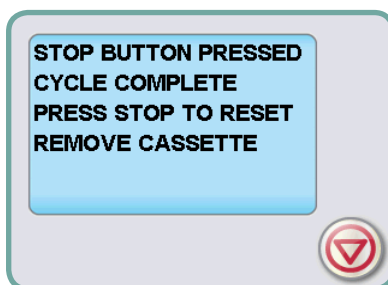 STOP BUTTON PRESSED
CYCLE COMPLETE
PRESS STOP TO RESET
REMOVE CASSETTE